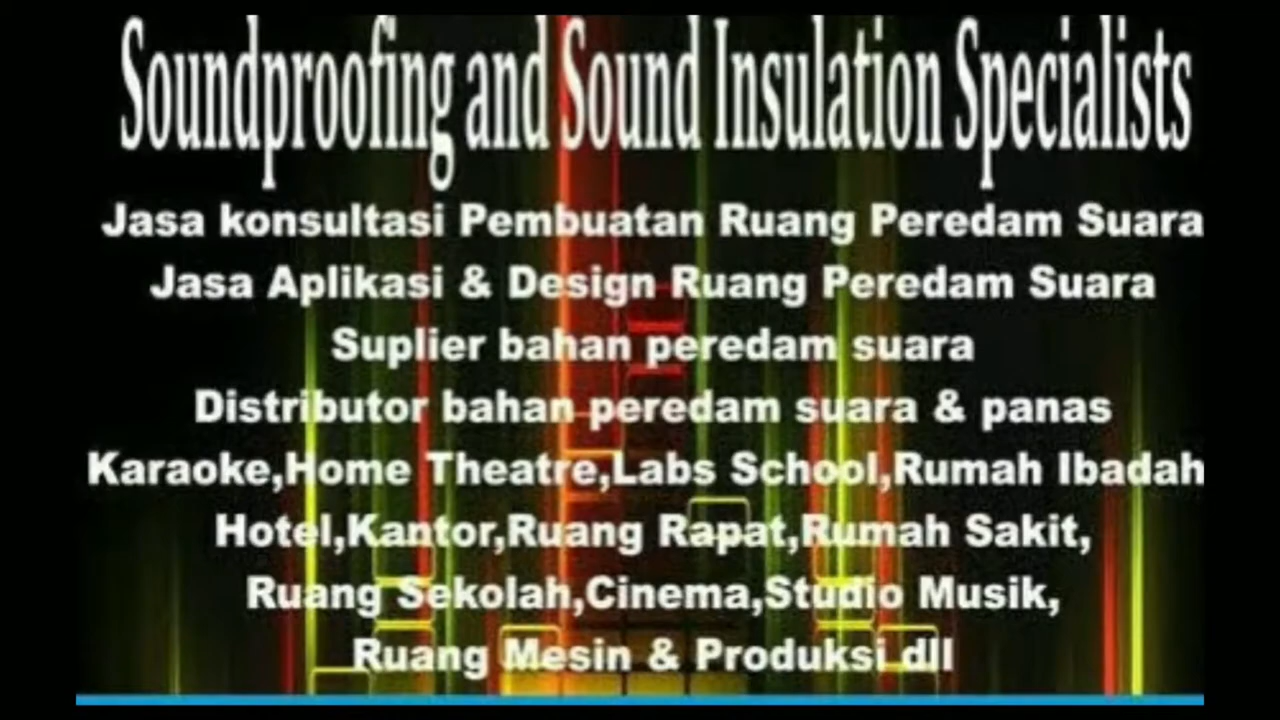 Soundproofing and Sound Insulation Specialists
Jasa konsultasi Pembuatan Ruang Peredam Suara
Jasa Aplikasi & Design Ruang Peredam Suara
Suplier bahan peredam suara
Distributor bahan peredam suara & panas
Karaoke,Home Theatre,Labs School,Rumah Ibadah
Hotel,Kantor,Ruang Rapat,Rumah Sakit,
Ruang Sekolah,Cinema,Studio Musik,
Ruang Mesin & Produksi dll